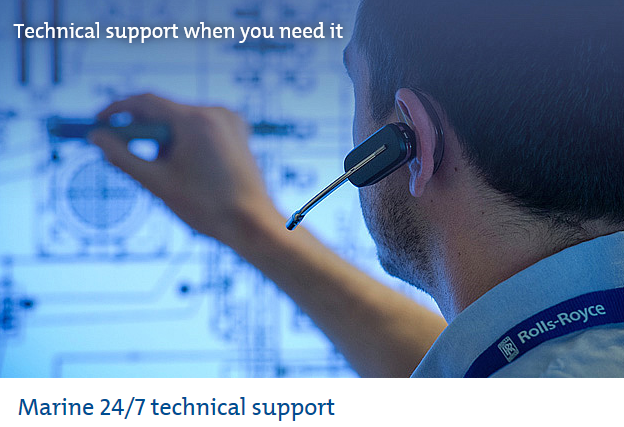 Technical support when you need it
Rolls-Royce
Marine 24/7 technical support